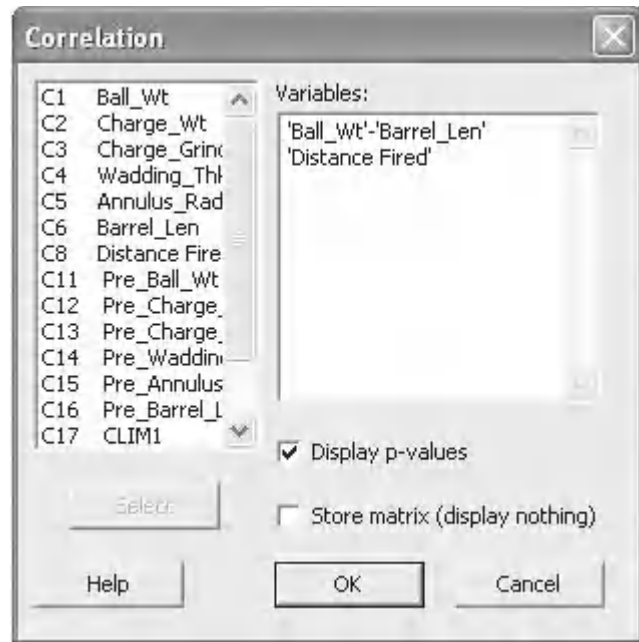 Correlation
C1 Ball_Wt
C2 Charge_Wt
C3 Charge_Grinc
C4 Wadding_Thl
C5 Annulus_Rad
C6 Barrel_Len
C8 Distance Fire
C11 Pre_Ball_Wt
C12 Pre_Charge_
C13 Pre_Charge_
C14 Pre_Waddin
C15 Pre_Annulus
C16 Pre_Barrel_L
C17 CLIM1
Select
Variables:
'Ball_Wt'-'Barrel_Len'
'Distance Fired'
Display p-values
Store matrix (display nothing)
Help
OK
Cancel